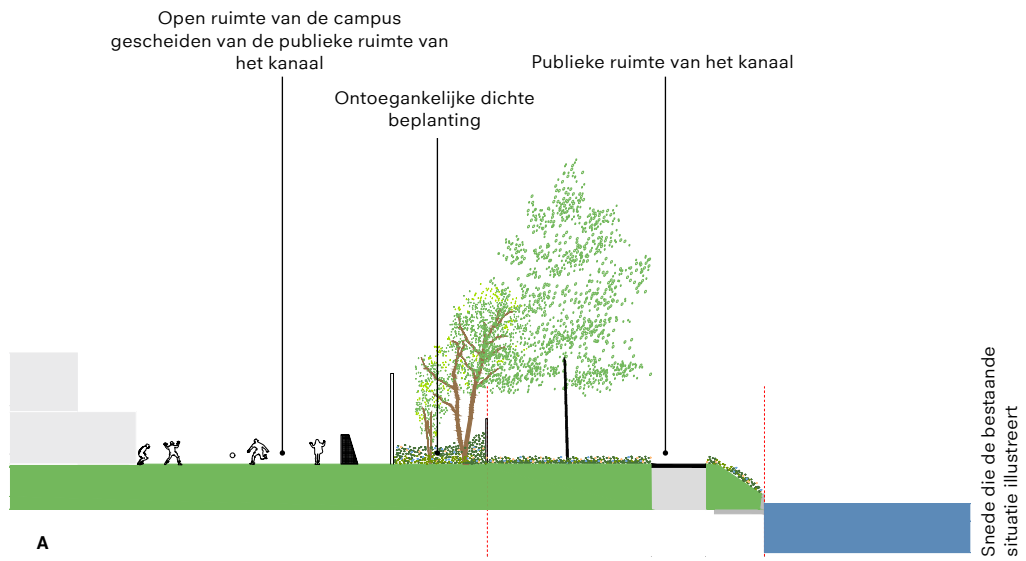 Open ruimte van de campus
gescheiden van de publieke ruimte van
het kanaal
Publieke ruimte van het kanaal
Ontoegankelijke dichte
beplanting
Snede die de bestande
situatie illustreert
A